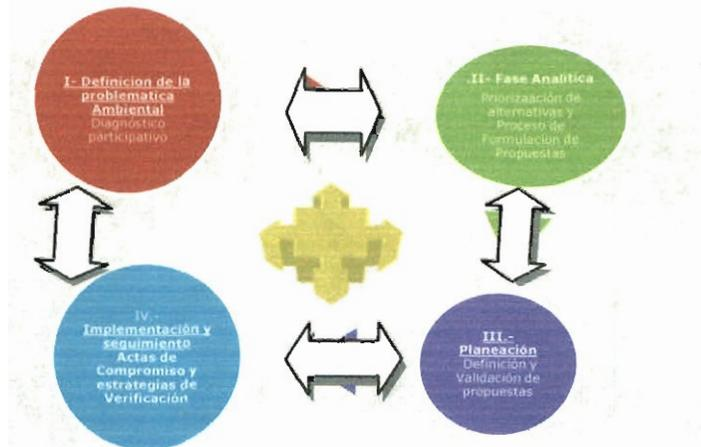 I- Definicion de la
problematica
Ambiental
Diagnostico
participativo
.II- Fase Analitica
Priorizaación de
alternativas y
Proceso de
Formulacion de
Propuestas
IV.-
Implementación y
seguimiento
Actas de
Compromiso y
estrategias de
Verificación
III.-
Planeación
Definición y
Validación de
propuestas